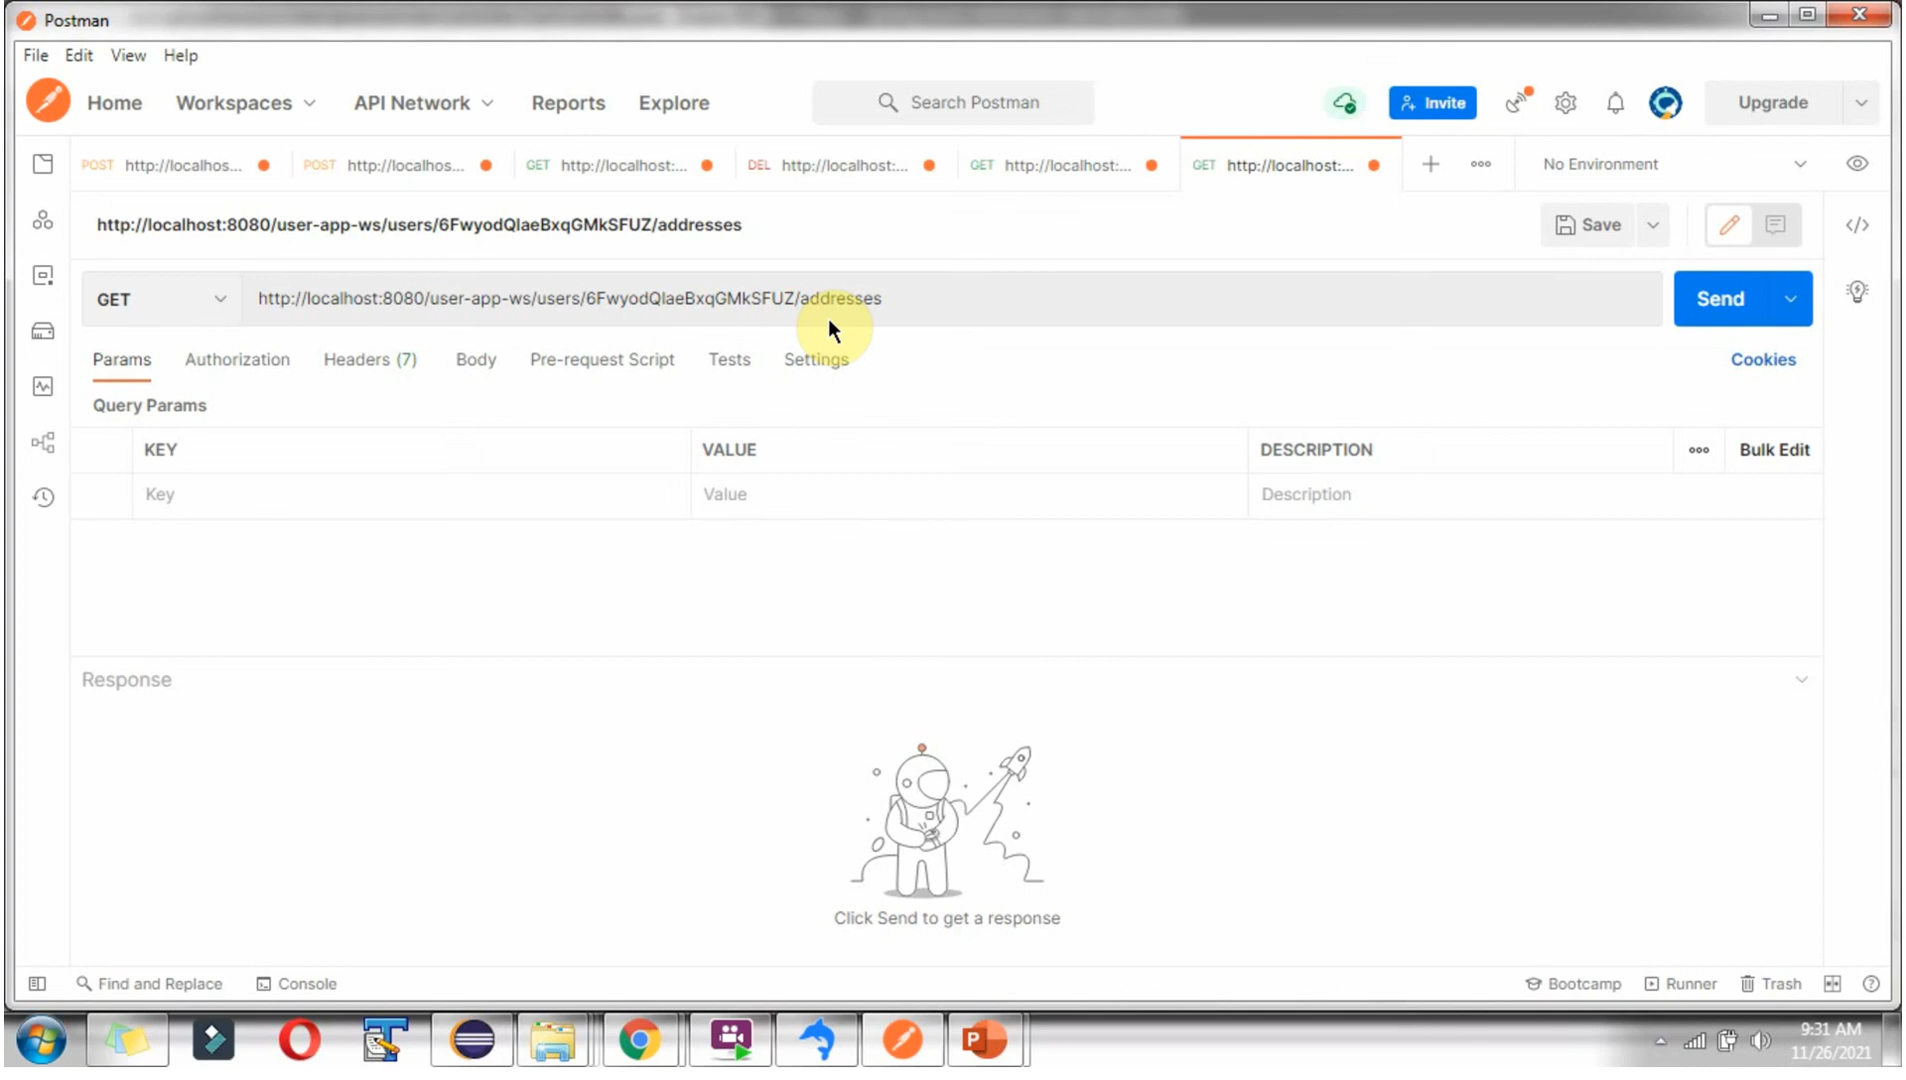 Postman
File Edit View Help
Home Workspaces API Network Reports Explore Search Postman Invite Upgrade
POST http://localhos... POST http://localhos... GET http://localhost:... DEL http://localhost:... GET http://localhost:... GET http://localhost:... No Environment
http://localhost:8080/user-app-ws/users/6FwyodQlaeBxqGMkSFUZ/addresses Save
GET http://localhost:8080/user-app-ws/users/6FwyodQlaeBxqGMkSFUZ/addresses Send
Params Authorization Headers (7) Body Pre-request Script Tests Settings Cookies
Query Params
KEY VALUE DESCRIPTION Bulk Edit
Key Value Description
Response
Click Send to get a response
Find and Replace Console Bootcamp Runner Trash
9:31 AM
11/26/2021